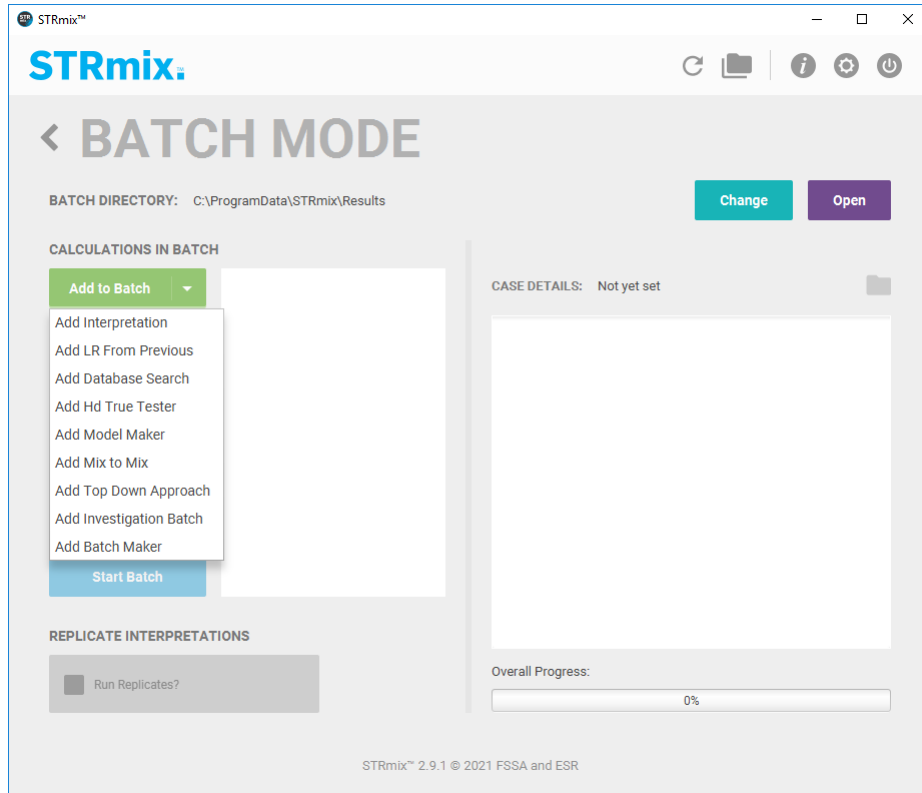 STRmix™
STRmix™
BATCH MODE
BATCH DIRECTORY: C:\ProgramData\STRmix\Results
Change
Open
CALCULATIONS IN BATCH
Add to Batch
Add Interpretation
Add LR From Previous
Add Database Search
Add Hd True Tester
Add Model Maker
Add Mix to Mix
Add Top Down Approach
Add Investigation Batch
Add Batch Maker
Start Batch
REPLICATE INTERPRETATIONS
Run Replicates?
CASE DETAILS: Not yet set
Overall Progress:
0%
STRmix™ 2.9.1 © 2021 FSSA and ESR